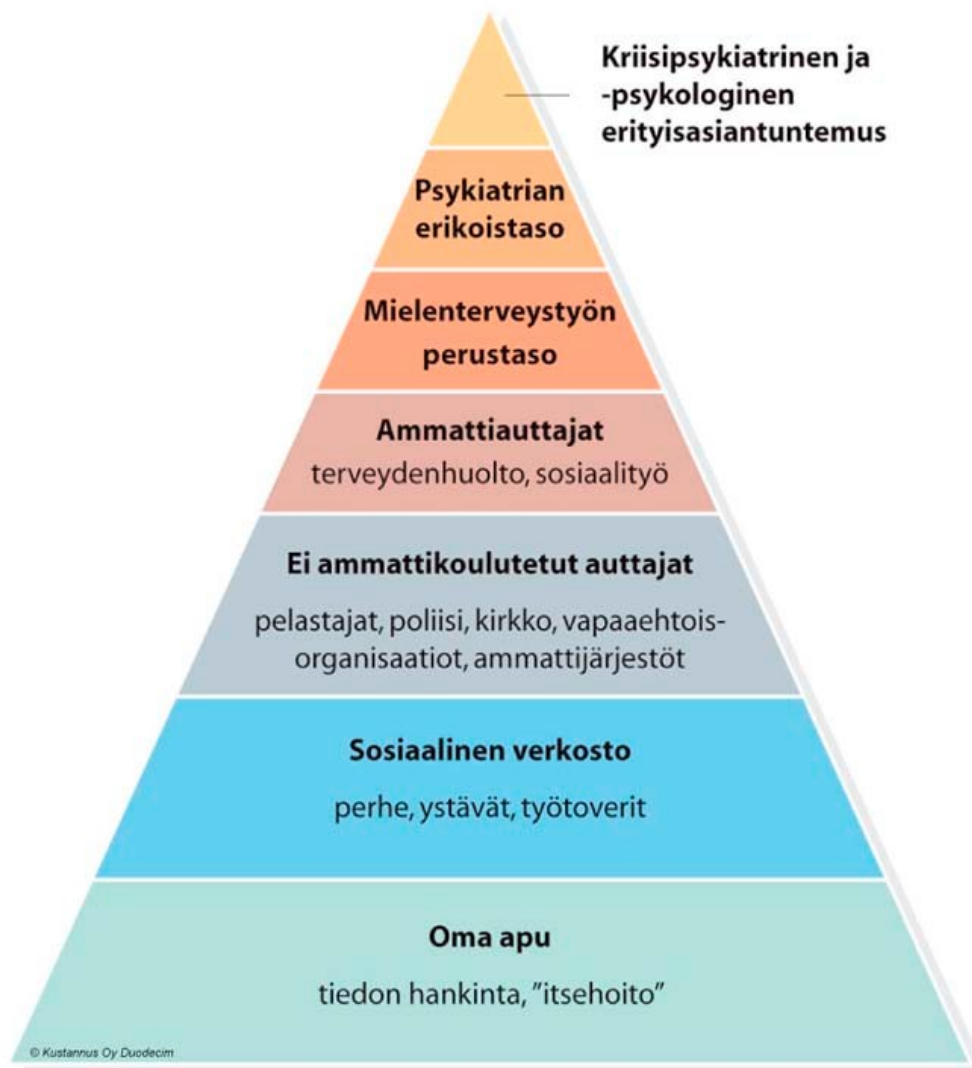 Kriisipsykiatrinen ja
-psykologinen
erityisasiantuntemus
Psykiatrian
erikoistaso
Mielenterveystyön
perustaso
Ammattiauttajat
terveydenhuolto, sosiaalityö
Ei ammattikoulutetut auttajat
pelastajat, poliisi, kirkko, vapaaehtois-
organisaatiot, ammattijärjestöt
Sosiaalinen verkosto
perhe, ystävät, työtoverit
Oma apu
tiedon hankinta, ”itsehoito”
© Kustannus Oy Duodecim